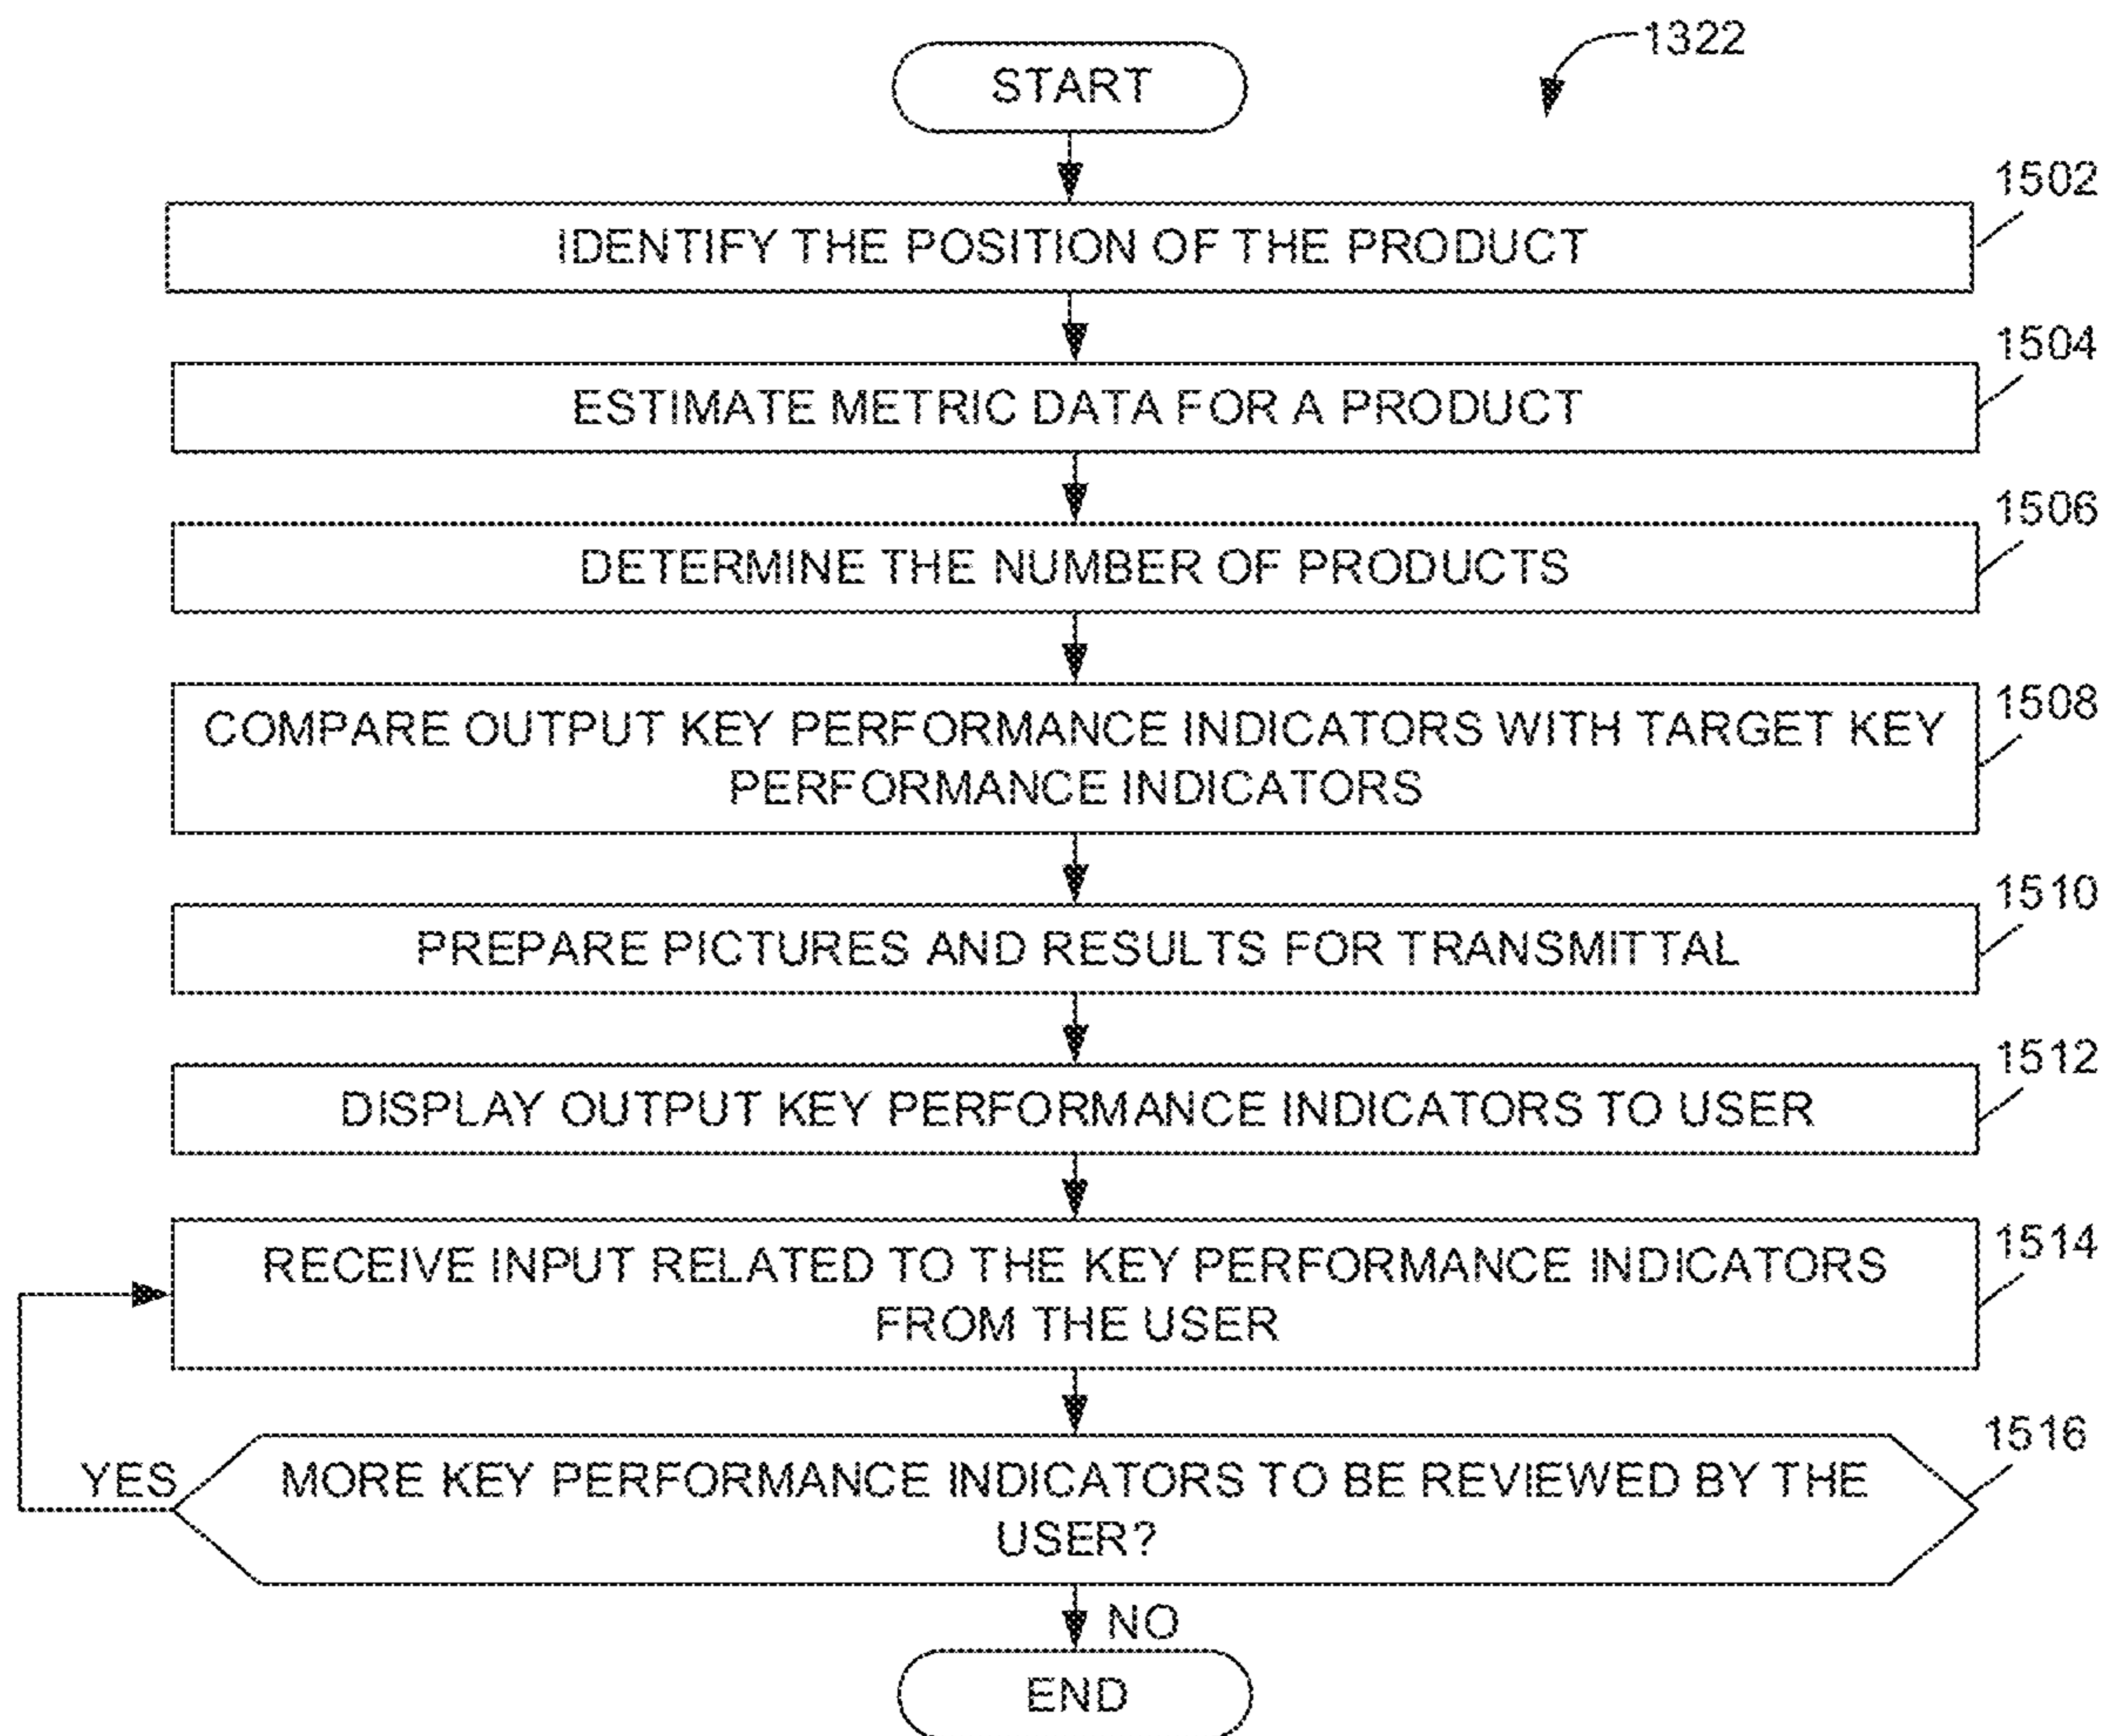 1322
START
1502
IDENTIFY THE POSITION OF THE PRODUCT
1504
ESTIMATE METRIC DATA FOR A PRODUCT
1506
DETERMINE THE NUMBER OF PRODUCTS
1508
COMPARE OUTPUT KEY PERFORMANCE INDICATORS WITH TARGET KEY
PERFORMANCE INDICATORS
1510
PREPARE PICTURES AND RESULTS FOR TRANSMITTAL
1512
DISPLAY OUTPUT KEY PERFORMANCE INDICATORS TO USER
1514
RECEIVE INPUT RELATED TO THE KEY PERFORMANCE INDICATORS
FROM THE USER
1516
YES
MORE KEY PERFORMANCE INDICATORS TO BE REVIEWED BY THE
USER?
NO
END